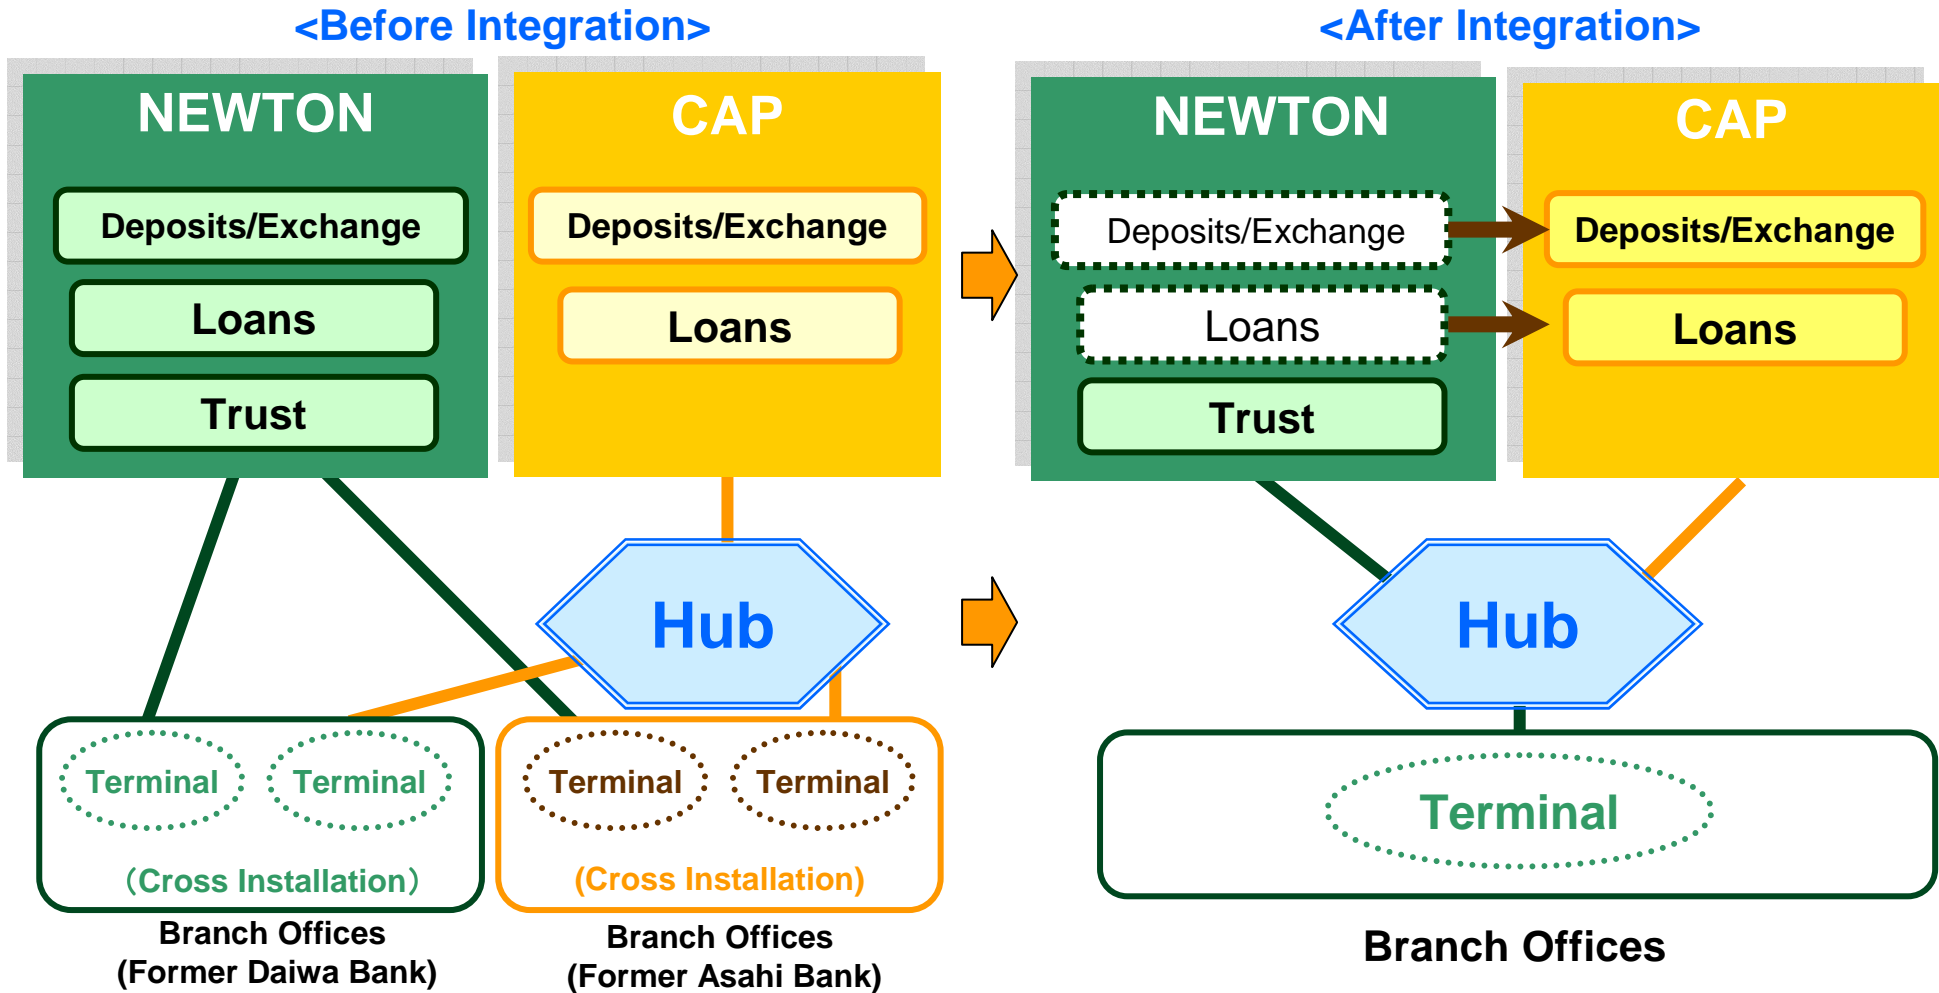 <Before Integration>
NEWTON
Deposits/Exchange
Loans
Trust
CAP
Deposits/Exchange
Loans
Hub
Terminal
Terminal
（Cross Installation）
Branch Offices
(Former Daiwa Bank)
Terminal
Terminal
(Cross Installation)
Branch Offices
(Former Asahi Bank)
<After Integration>
NEWTON
Deposits/Exchange
Loans
Trust
CAP
Deposits/Exchange
Loans
Hub
Terminal
Branch Offices